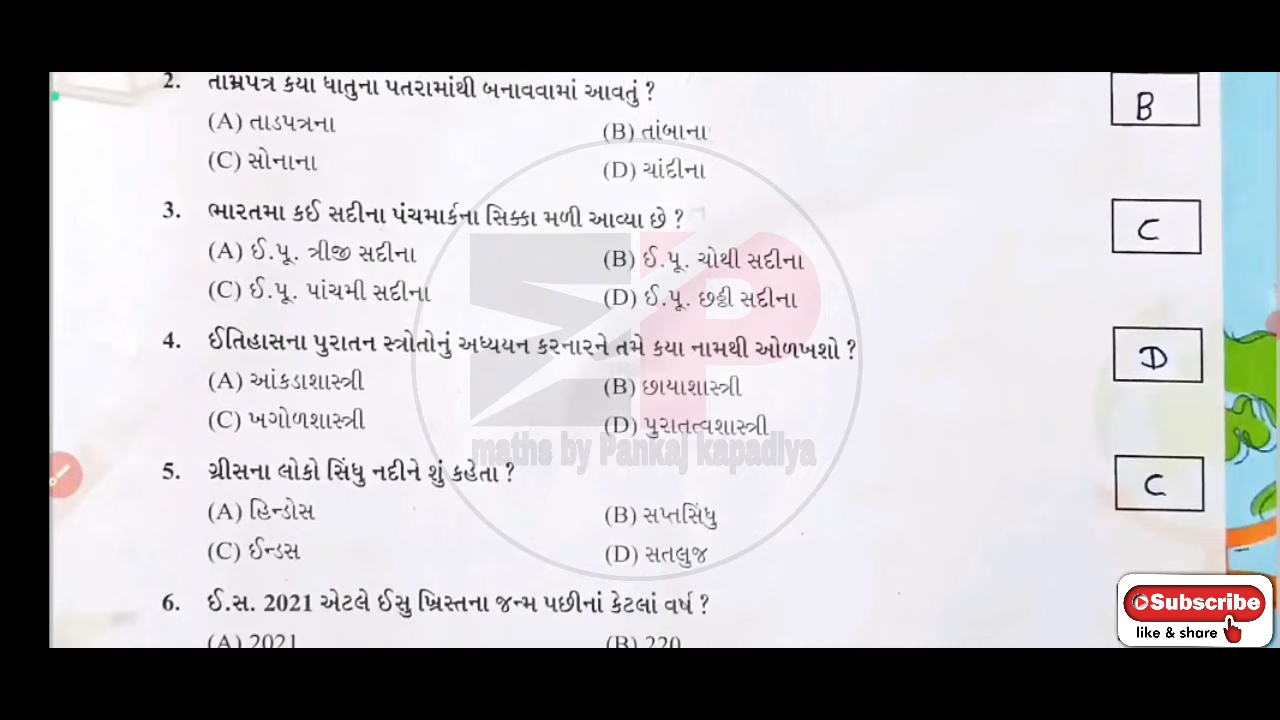 2. તામ્રપત્ર કયા ધાતુના પતરામાંથી બનાવવામાં આવતું ?
B
(A) તાડપત્રના (B) તાંબાના
(C) સોનાના (D) ચાંદીના
3. ભારતમા કઈ સદીના પંચમાર્કના સિક્કા મળી આવ્યા છે ?
C
(A) ઈ.પૂ. ત્રીજી સદીના (B) ઈ.પૂ. ચોથી સદીના
(C) ઈ.પૂ. પાંચમી સદીના (D) ઈ.પૂ. છઠ્ઠી સદીના
4. ઈતિહાસના પુરાતન સ્ત્રોતોનું અધ્યયન કરનારને તમે કયા નામથી ઓળખશો ?
D
(A) આંકડાશાસ્ત્રી (B) છાયાશાસ્ત્રી
(C) ખગોળશાસ્ત્રી (D) પુરાતત્વશાસ્ત્રી
maths by Pankaj kapadiya
5. ગ્રીસના લોકો સિંધુ નદીને શું કહેતા ?
C
(A) હિન્ડોસ (B) સપ્તસિંધુ
(C) ઈન્ડસ (D) સતલુજ
6. ઈ.સ. 2021 એટલે ઈસુ ખ્રિસ્તના જન્મ પછીનાં કેટલાં વર્ષ ?
(A) 2021 (B) 220
Subscribe
like & share